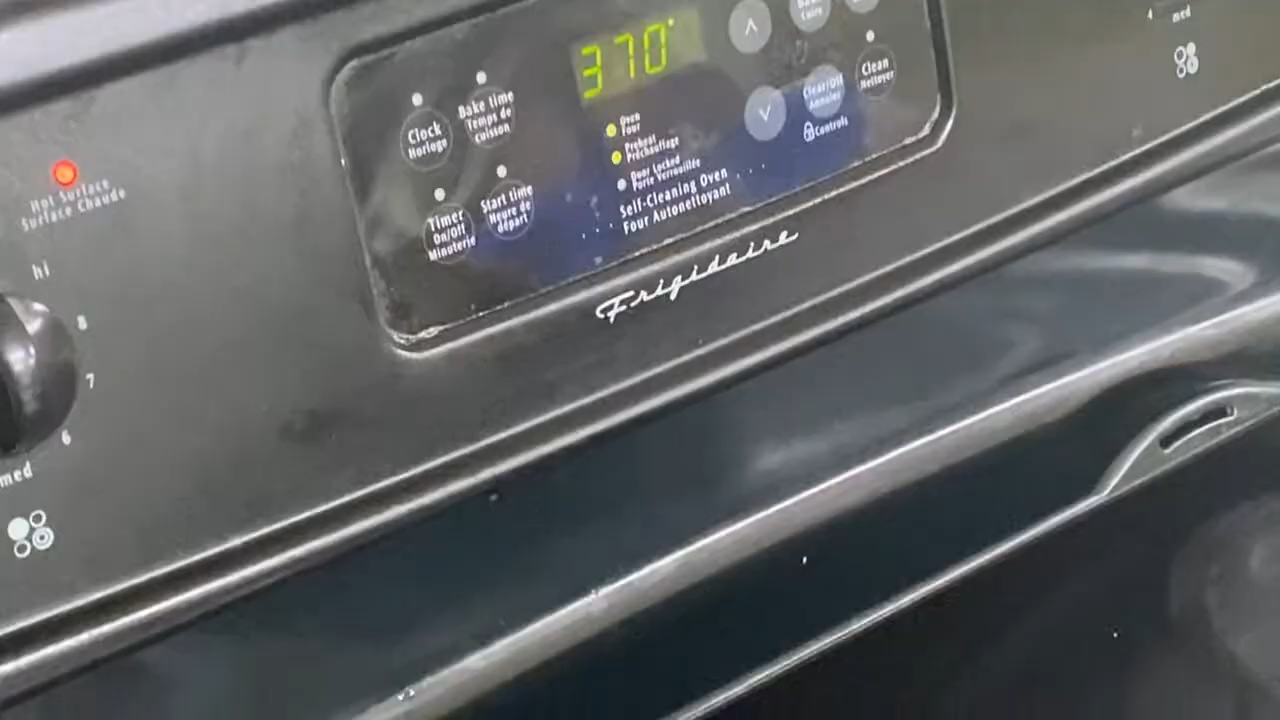 370°
Clock
Horloge
Bake time
Temps de
cuisson
Timer
On/Off
Minuterie
Start time
Heure de
départ
Oven
Four
Preheat
Préchauffage
Door Locked
Porte Verrouillée
Self-Cleaning Oven
Four Autonettoyant
Clear/Off
Annuler
Controls
Clean
Nettoyer
Hot Surface
Surface Chaude
hi
8
7
6
med
4
med
Frigidaire